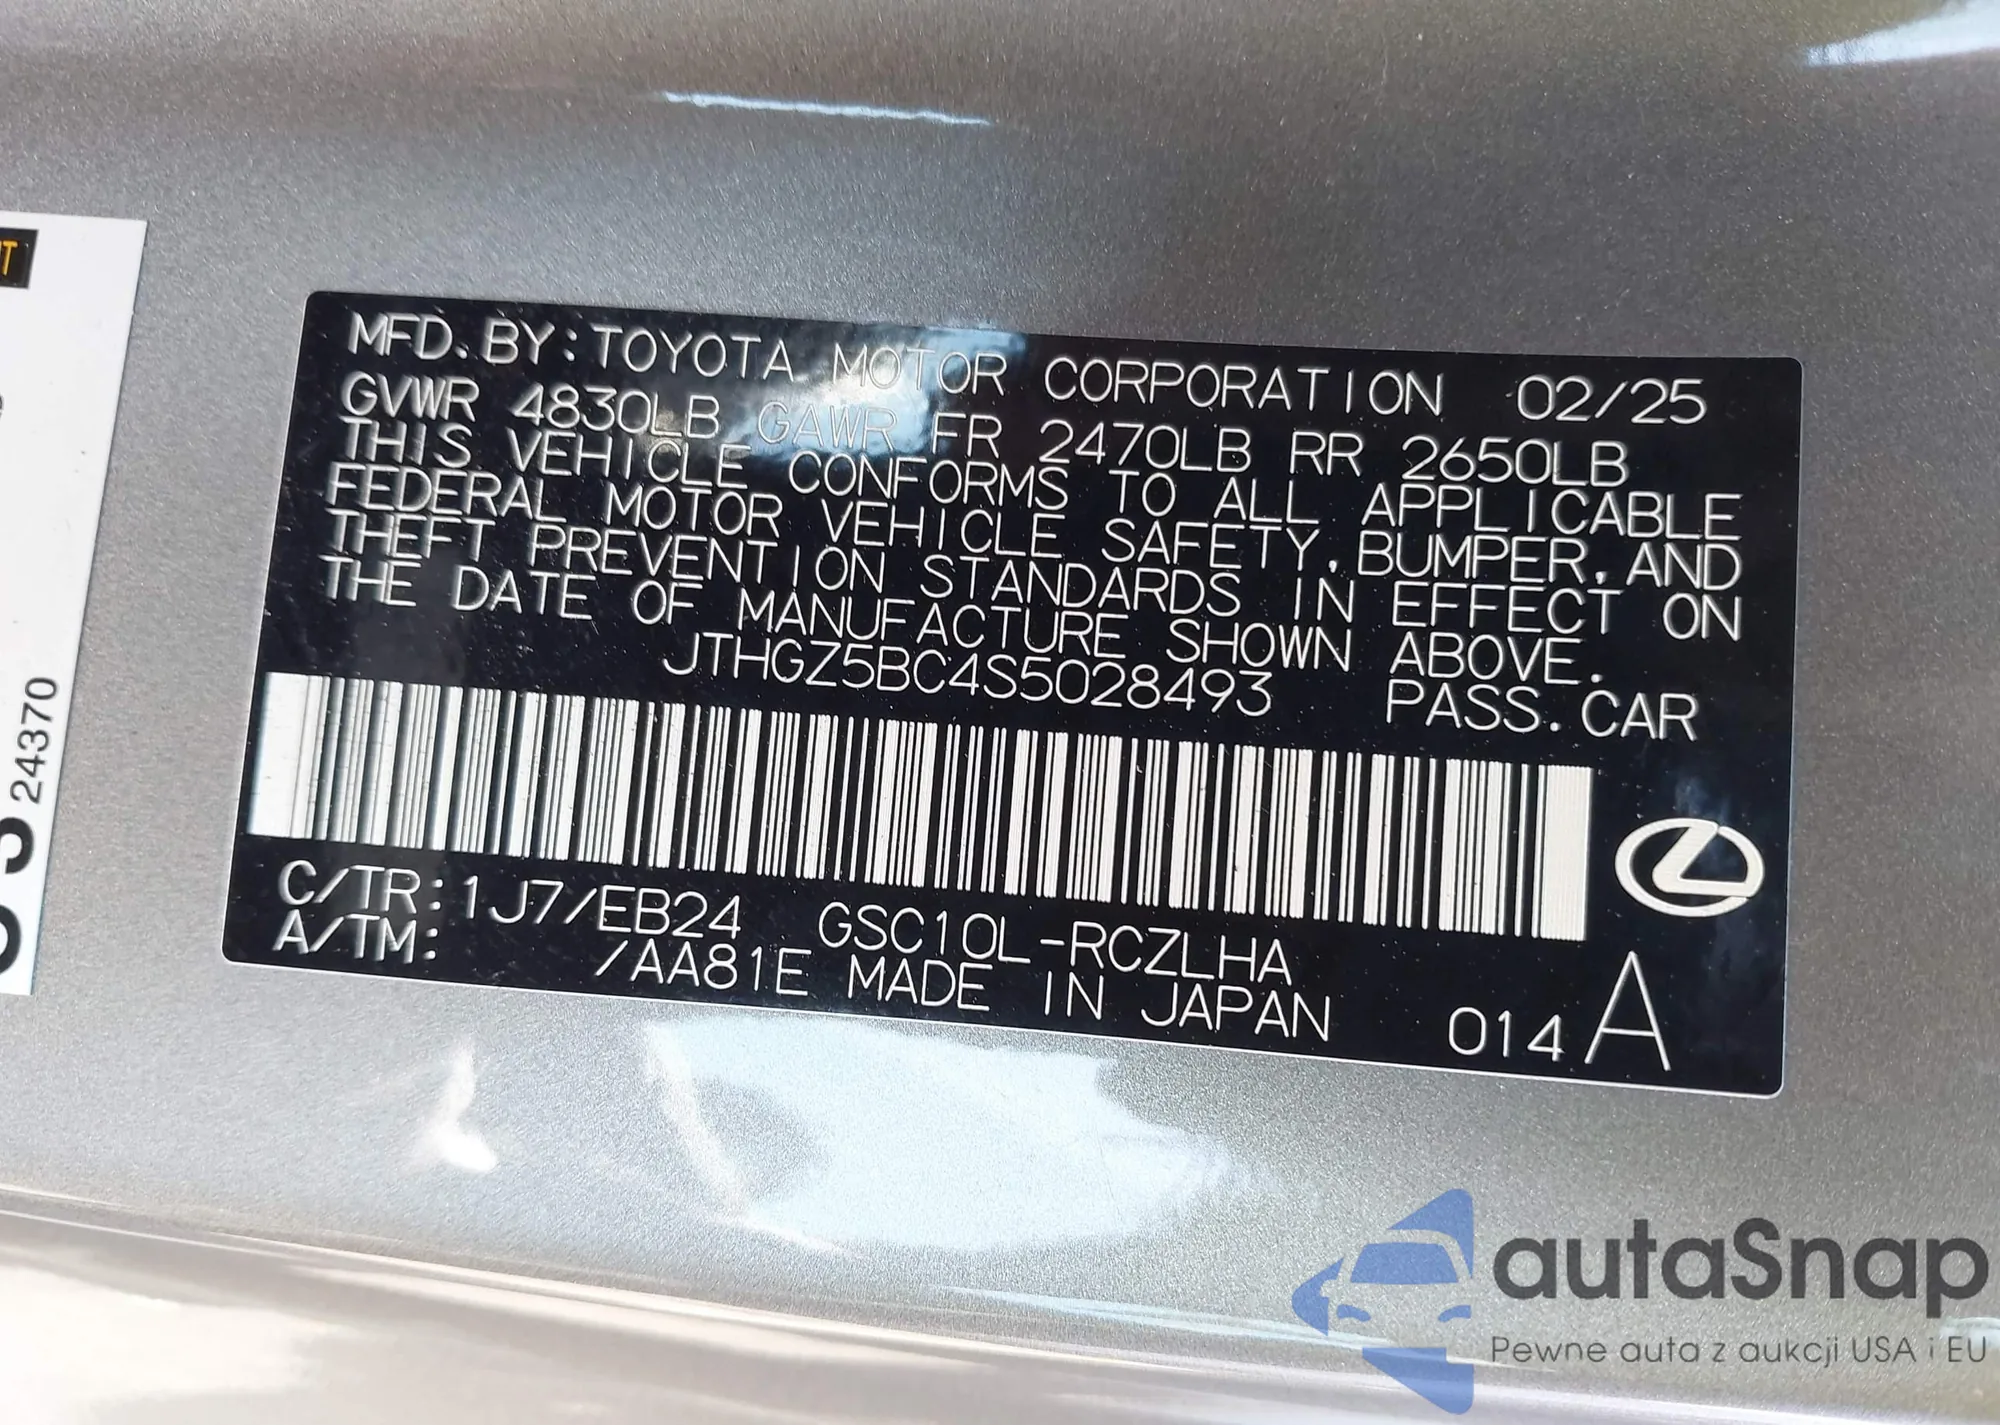 MFD. BY: TOYOTA MOTOR CORPORATION 02/25
GVWR 4830LB GAWR FR 2470LB RR 2650LB
THIS VEHICLE CONFORMS TO ALL APPLICABLE
FEDERAL MOTOR VEHICLE SAFETY, BUMPER, AND
THEFT PREVENTION STANDARDS IN EFFECT ON
THE DATE OF MANUFACTURE SHOWN ABOVE.
JTHGZ5BC4S5028493 PASS. CAR
C/TR: 1J7/EB24 GSC10L-RCZLHA
A/TM: /AA81E MADE IN JAPAN 014 A
24370
autaSnap
Pewne auta z aukcji USA i EU